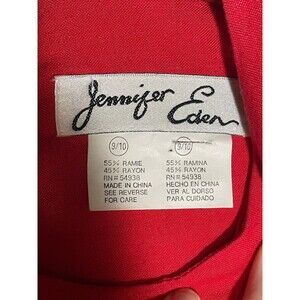 Jennifer Eden
9/10
55% RAMIE
45% RAYON
RN# 54938
MADE IN CHINA
SEE REVERSE
FOR CARE
9/10
55% RAMINA
45% RAYON
RN# 54938
HECHO EN CHINA
VER AL DORSO
PARA CUIDADO